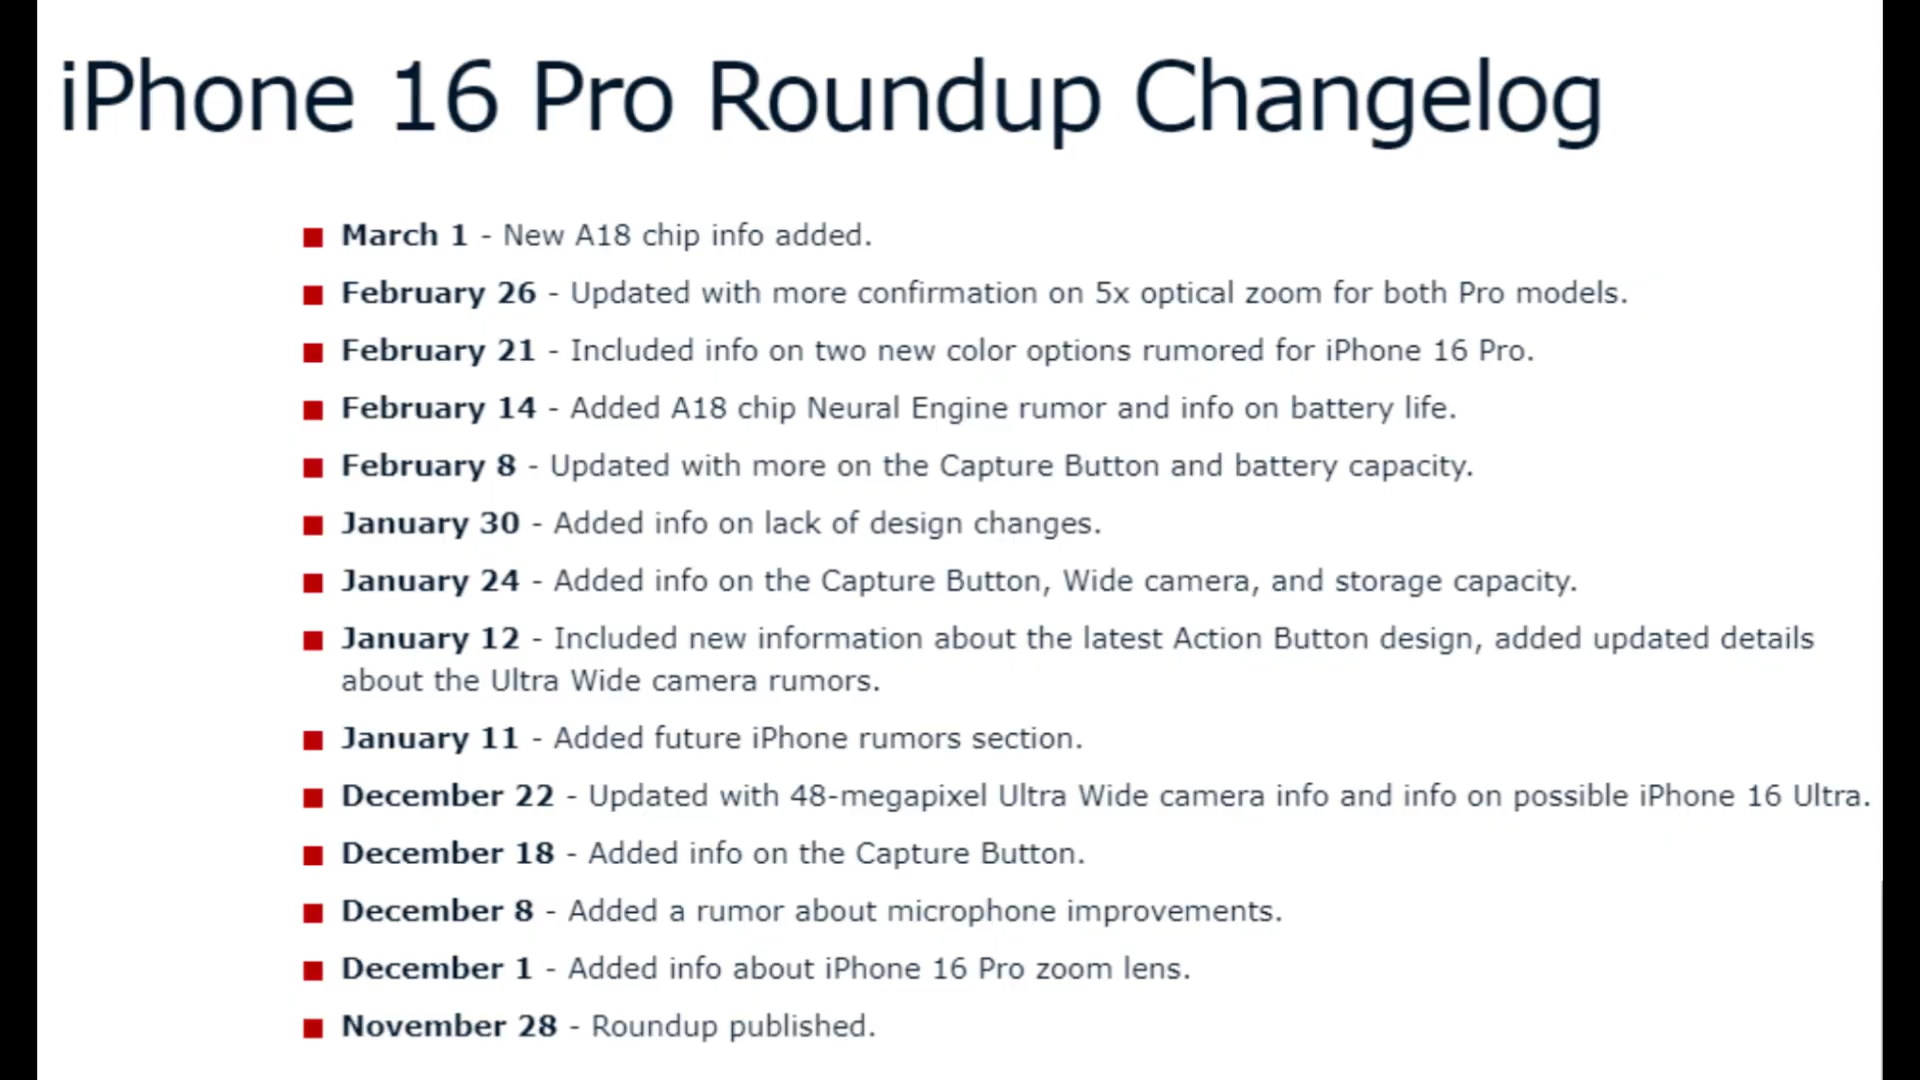 iPhone 16 Pro Roundup Changelog
March 1 - New A18 chip info added.
February 26 - Updated with more confirmation on 5x optical zoom for both Pro models.
February 21 - Included info on two new color options rumored for iPhone 16 Pro.
February 14 - Added A18 chip Neural Engine rumor and info on battery life.
February 8 - Updated with more on the Capture Button and battery capacity.
January 30 - Added info on lack of design changes.
January 24 - Added info on the Capture Button, Wide camera, and storage capacity.
January 12 - Included new information about the latest Action Button design, added updated details
about the Ultra Wide camera rumors.
January 11 - Added future iPhone rumors section.
December 22 - Updated with 48-megapixel Ultra Wide camera info and info on possible iPhone 16 Ultra.
December 18 - Added info on the Capture Button.
December 8 - Added a rumor about microphone improvements.
December 1 - Added info about iPhone 16 Pro zoom lens.
November 28 - Roundup published.